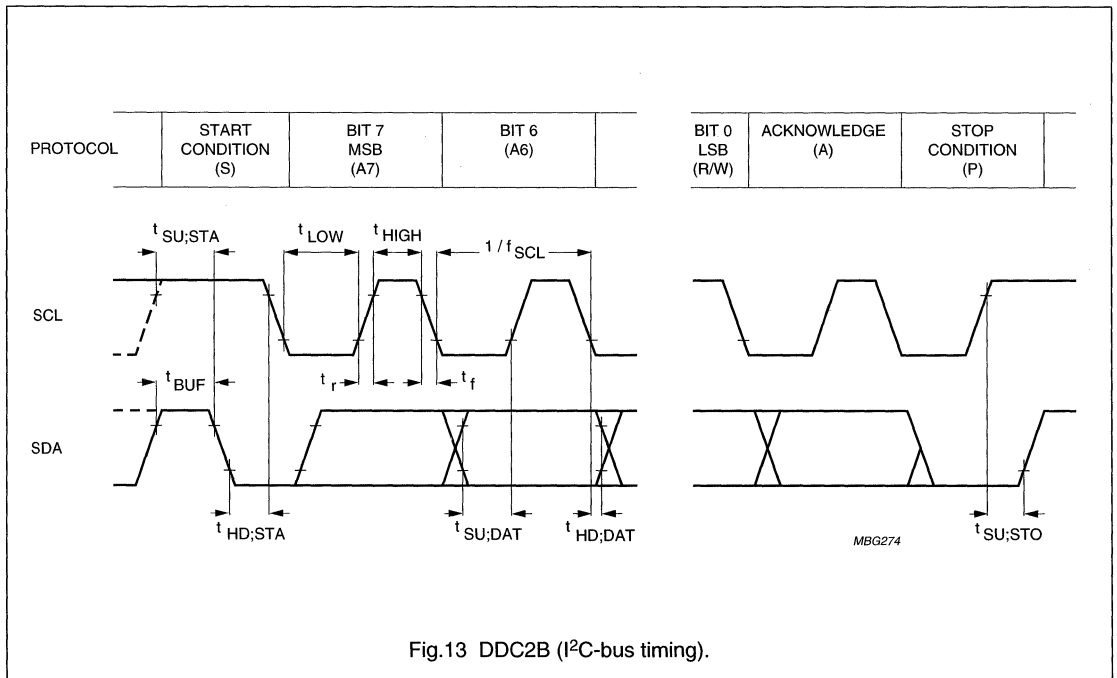 PROTOCOL
START CONDITION (S)
BIT 7 MSB (A7)
BIT 6 (A6)
BIT 0 LSB (R/W)
ACKNOWLEDGE (A)
STOP CONDITION (P)
t SU;STA
t LOW
t HIGH
1 / f SCL
SCL
t BUF
t r
t f
SDA
t HD;STA
t SU;DAT
t HD;DAT
MBG274
t SU;STO
Fig.13 DDC2B (I²C-bus timing).